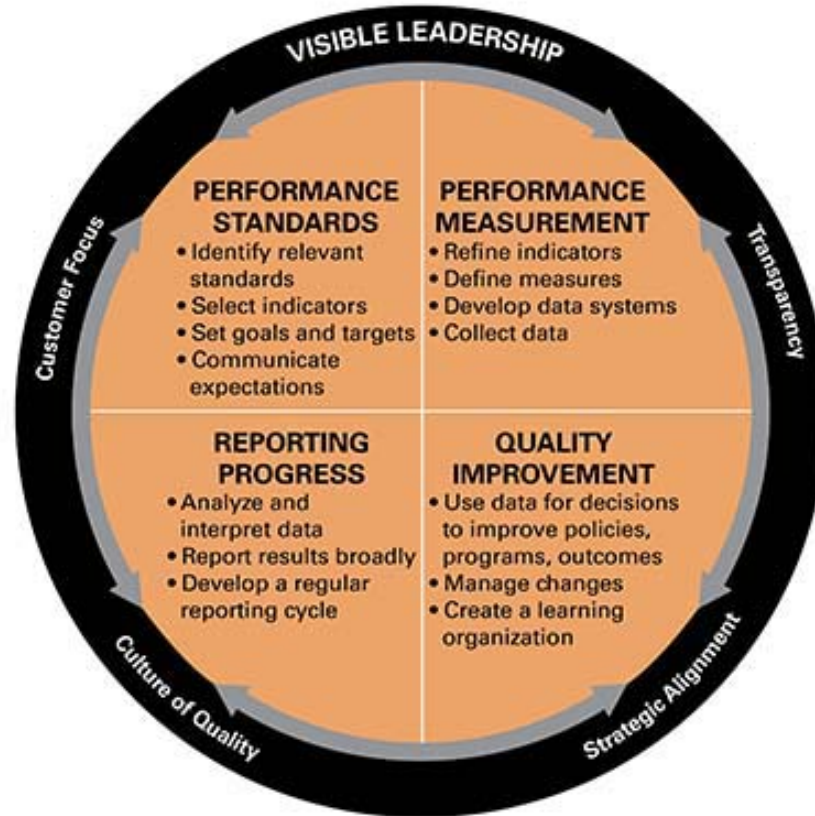 VISIBLE LEADERSHIP
Customer Focus
Transparency
PERFORMANCE
STANDARDS
• Identify relevant
standards
• Select indicators
• Set goals and targets
• Communicate
expectations
PERFORMANCE
MEASUREMENT
• Refine indicators
• Define measures
• Develop data systems
• Collect data
REPORTING
PROGRESS
• Analyze and
interpret data
• Report results broadly
• Develop a regular
reporting cycle
QUALITY
IMPROVEMENT
• Use data for decisions
to improve policies,
programs, outcomes
• Manage changes
• Create a learning
organization
Culture of Quality
Strategic Alignment